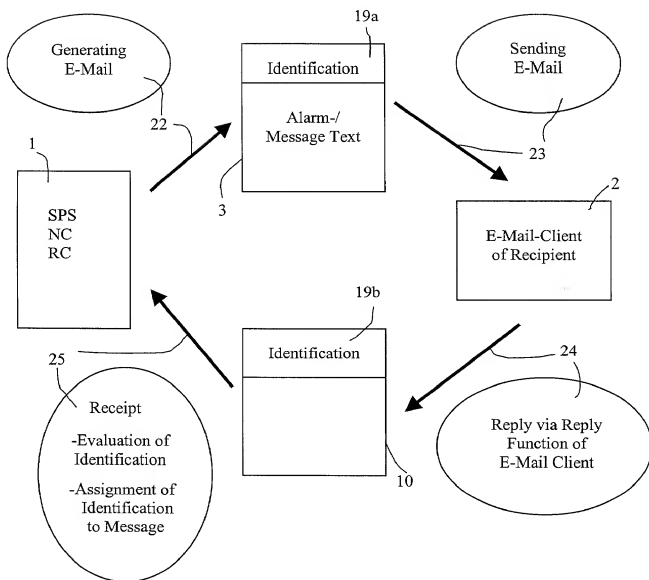 Generating
E-Mail
22
19a
Identification
Alarm-/
Message Text
3
Sending
E-Mail
23
1
SPS
NC
RC
2
E-Mail-Client
of Recipient
19b
Identification
10
24
Reply via Reply
Function of
E-Mail Client
25
Receipt
-Evaluation of
Identification
-Assignment of
Identification
to Message